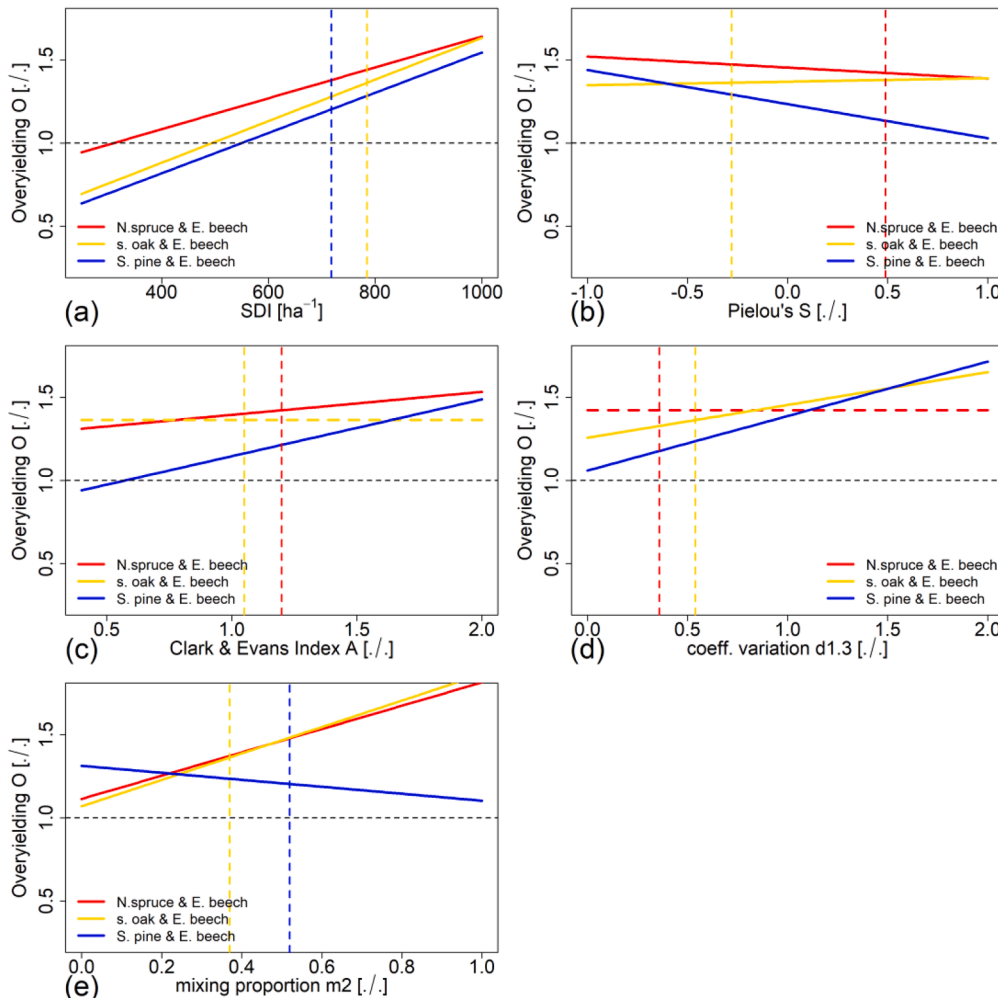 Overyielding O [./.]
1.5
1.0
0.5
N.spruce & E. beech
s. oak & E. beech
S. pine & E. beech
400 600 800 1000
(a) SDI [ha⁻¹]
Overyielding O [./.]
1.5
1.0
0.5
N.spruce & E. beech
s. oak & E. beech
S. pine & E. beech
-1.0 -0.5 0.0 0.5 1.0
(b) Pielou's S [./.]
Overyielding O [./.]
1.5
1.0
0.5
N.spruce & E. beech
s. oak & E. beech
S. pine & E. beech
0.5 1.0 1.5 2.0
(c) Clark & Evans Index A [./.]
Overyielding O [./.]
1.5
1.0
0.5
N.spruce & E. beech
s. oak & E. beech
S. pine & E. beech
0.0 0.5 1.0 1.5 2.0
(d) coeff. variation d1.3 [./.]
Overyielding O [./.]
1.5
1.0
0.5
N.spruce & E. beech
s. oak & E. beech
S. pine & E. beech
0.0 0.2 0.4 0.6 0.8 1.0
(e) mixing proportion m2 [./.]